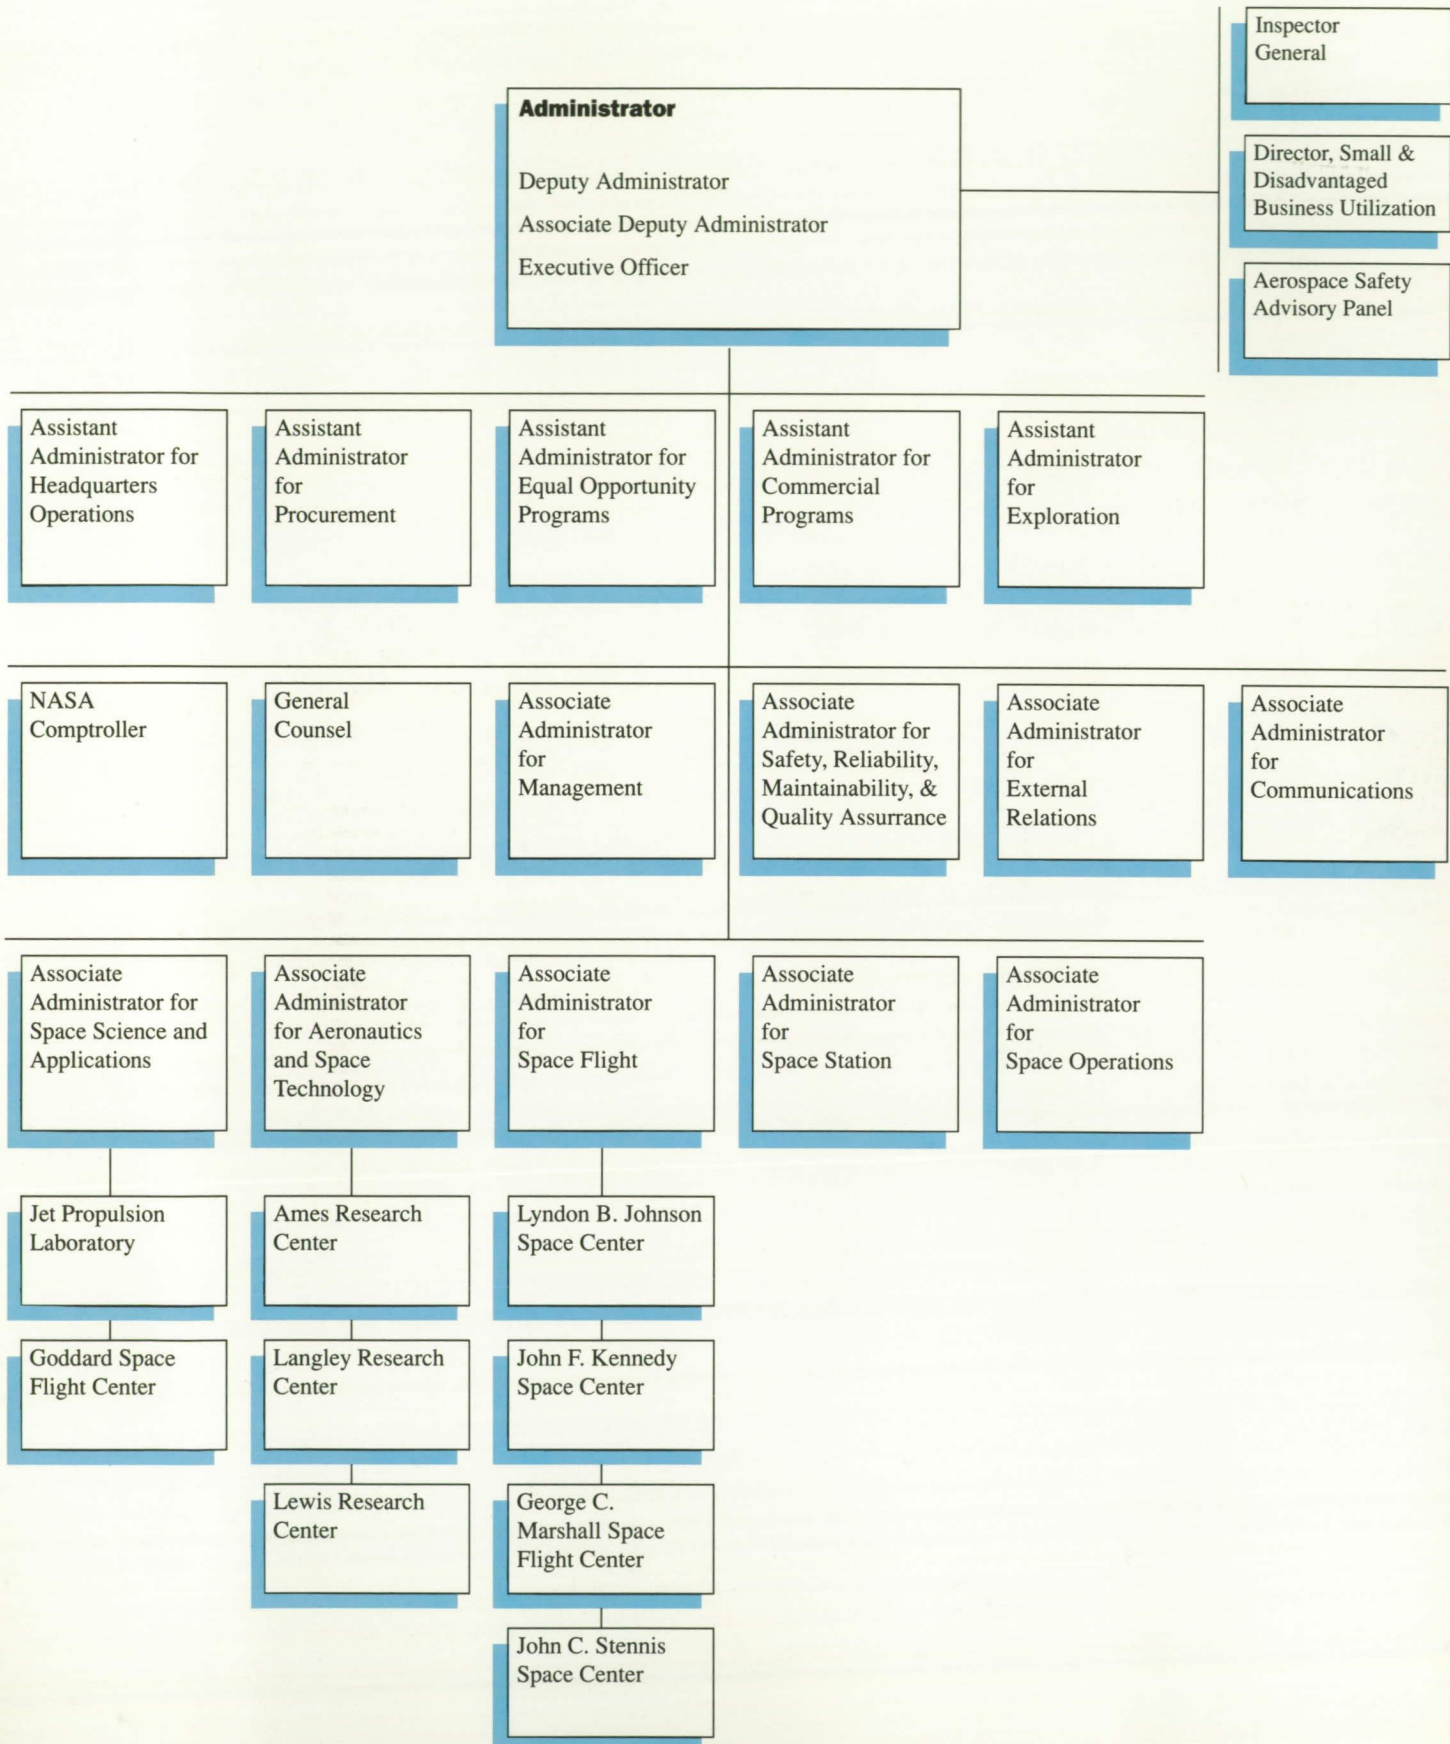 Inspector
General
Administrator
Deputy Administrator
Associate Deputy Administrator
Executive Officer
Director, Small &
Disadvantaged
Business Utilization
Aerospace Safety
Advisory Panel
Assistant
Administrator for
Headquarters
Operations
Assistant
Administrator
for
Procurement
Assistant
Administrator for
Equal Opportunity
Programs
Assistant
Administrator for
Commercial
Programs
Assistant
Administrator
for
Exploration
NASA
Comptroller
General
Counsel
Associate
Administrator
for
Management
Associate
Administrator for
Safety, Reliability,
Maintainability, &
Quality Assurrance
Associate
Administrator
for
External
Relations
Associate
Administrator
for
Communications
Associate
Administrator for
Space Science and
Applications
Associate
Administrator
for Aeronautics
and Space
Technology
Associate
Administrator
for
Space Flight
Associate
Administrator
for
Space Station
Associate
Administrator
for
Space Operations
Jet Propulsion
Laboratory
Ames Research
Center
Lyndon B. Johnson
Space Center
Goddard Space
Flight Center
Langley Research
Center
John F. Kennedy
Space Center
Lewis Research
Center
George C.
Marshall Space
Flight Center
John C. Stennis
Space Center